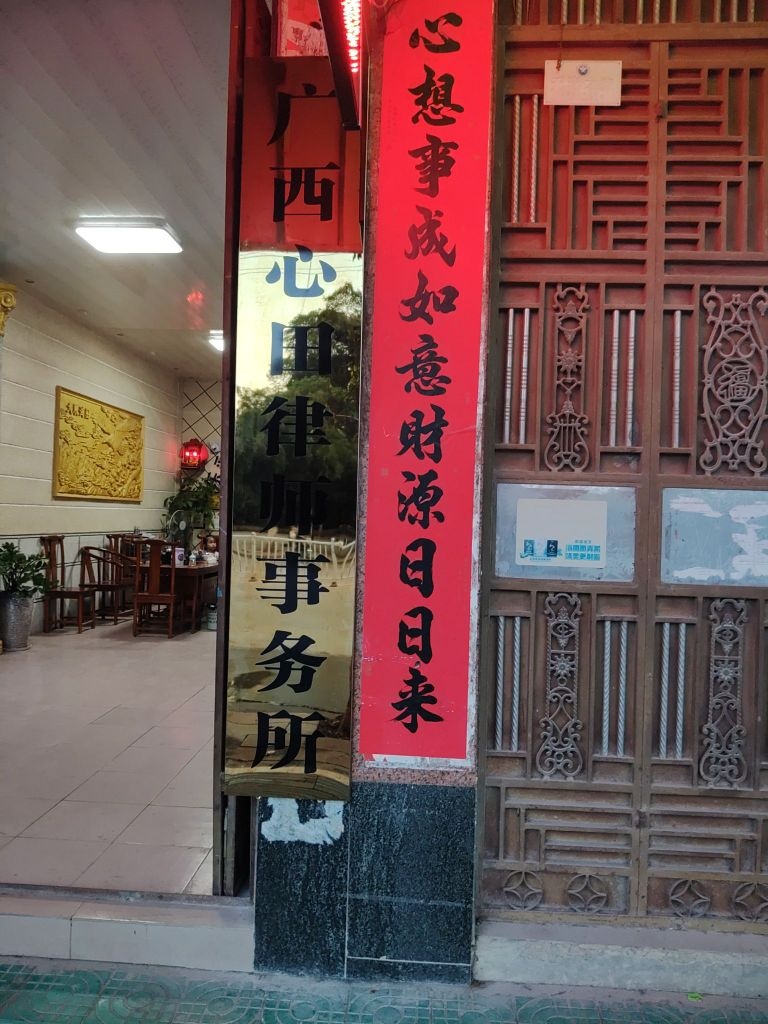 广西心田律师事务所
心想事成如意财源日日来
福